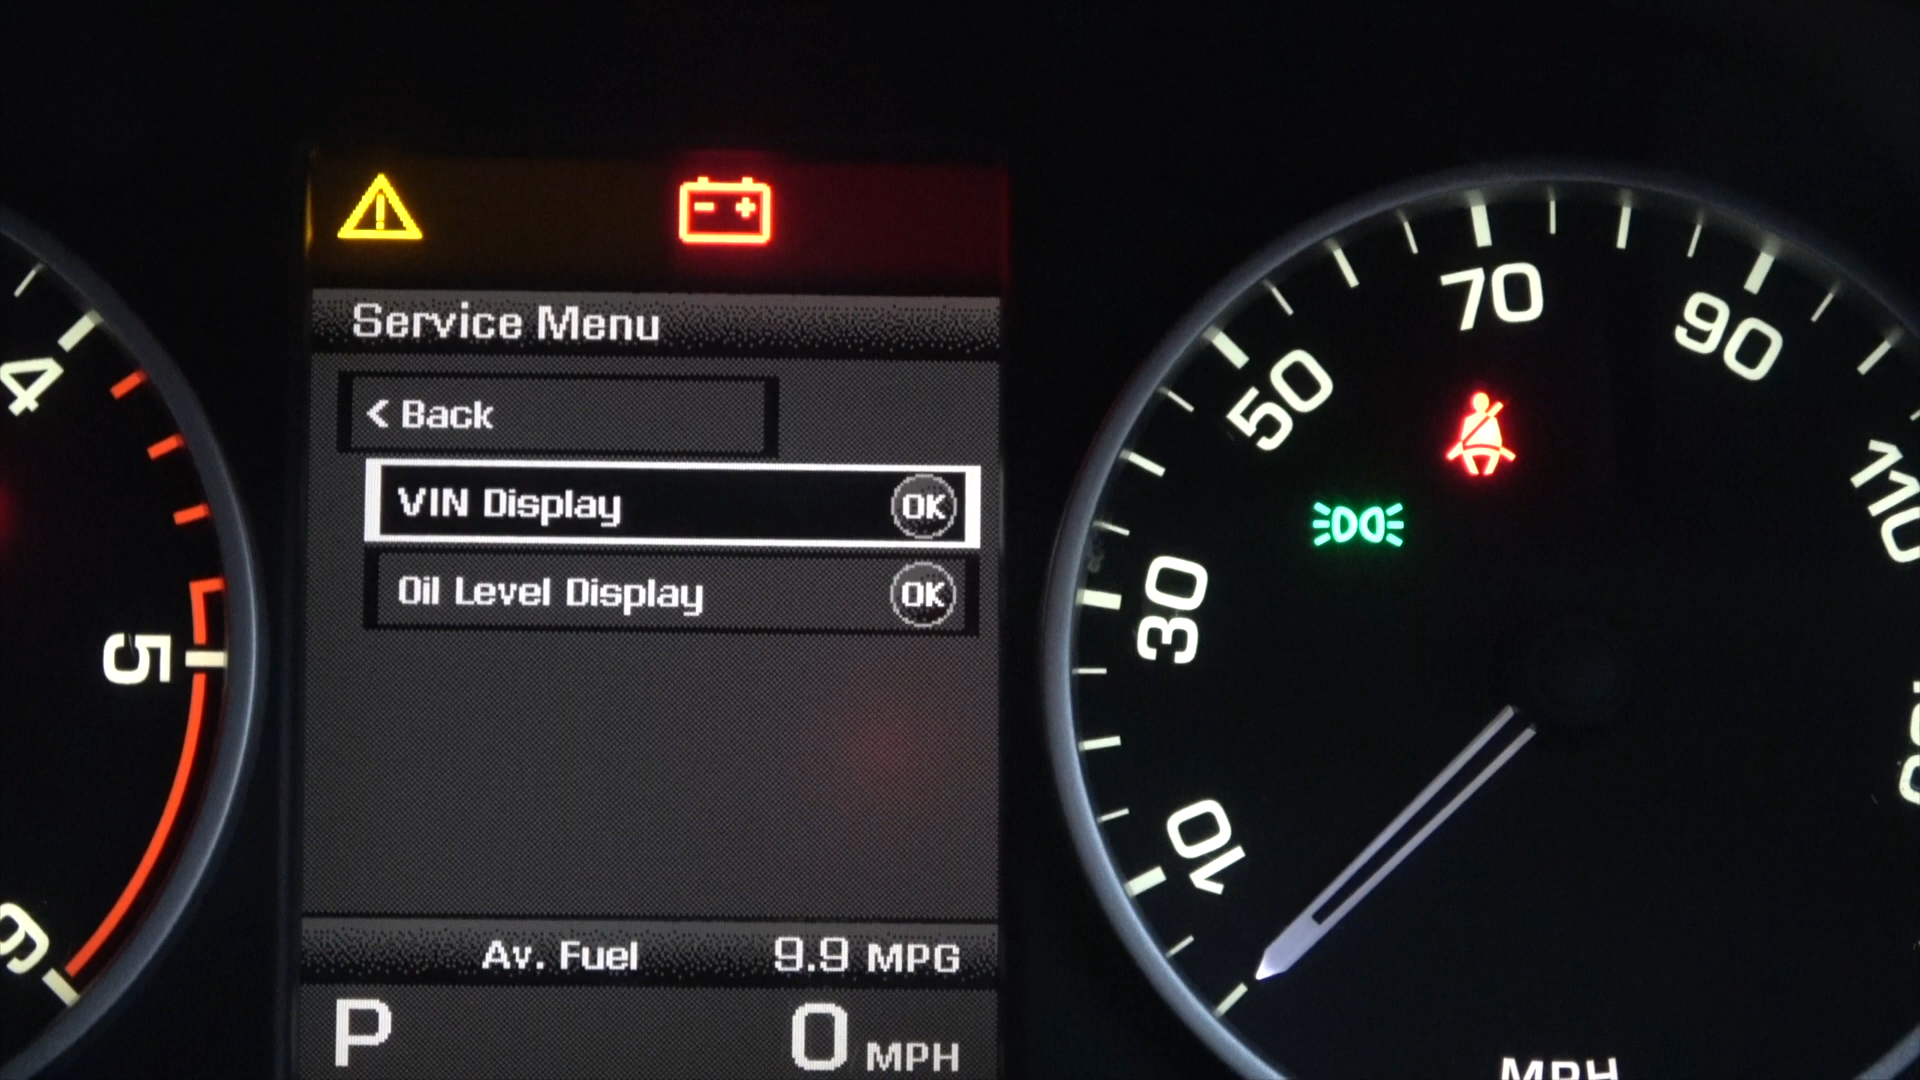 Service Menu
< Back
VIN Display OK
Oil Level Display OK
Av. Fuel 9.9 MPG
P 0 MPH
4
5
6
10
30
50
70
90
110
MPH